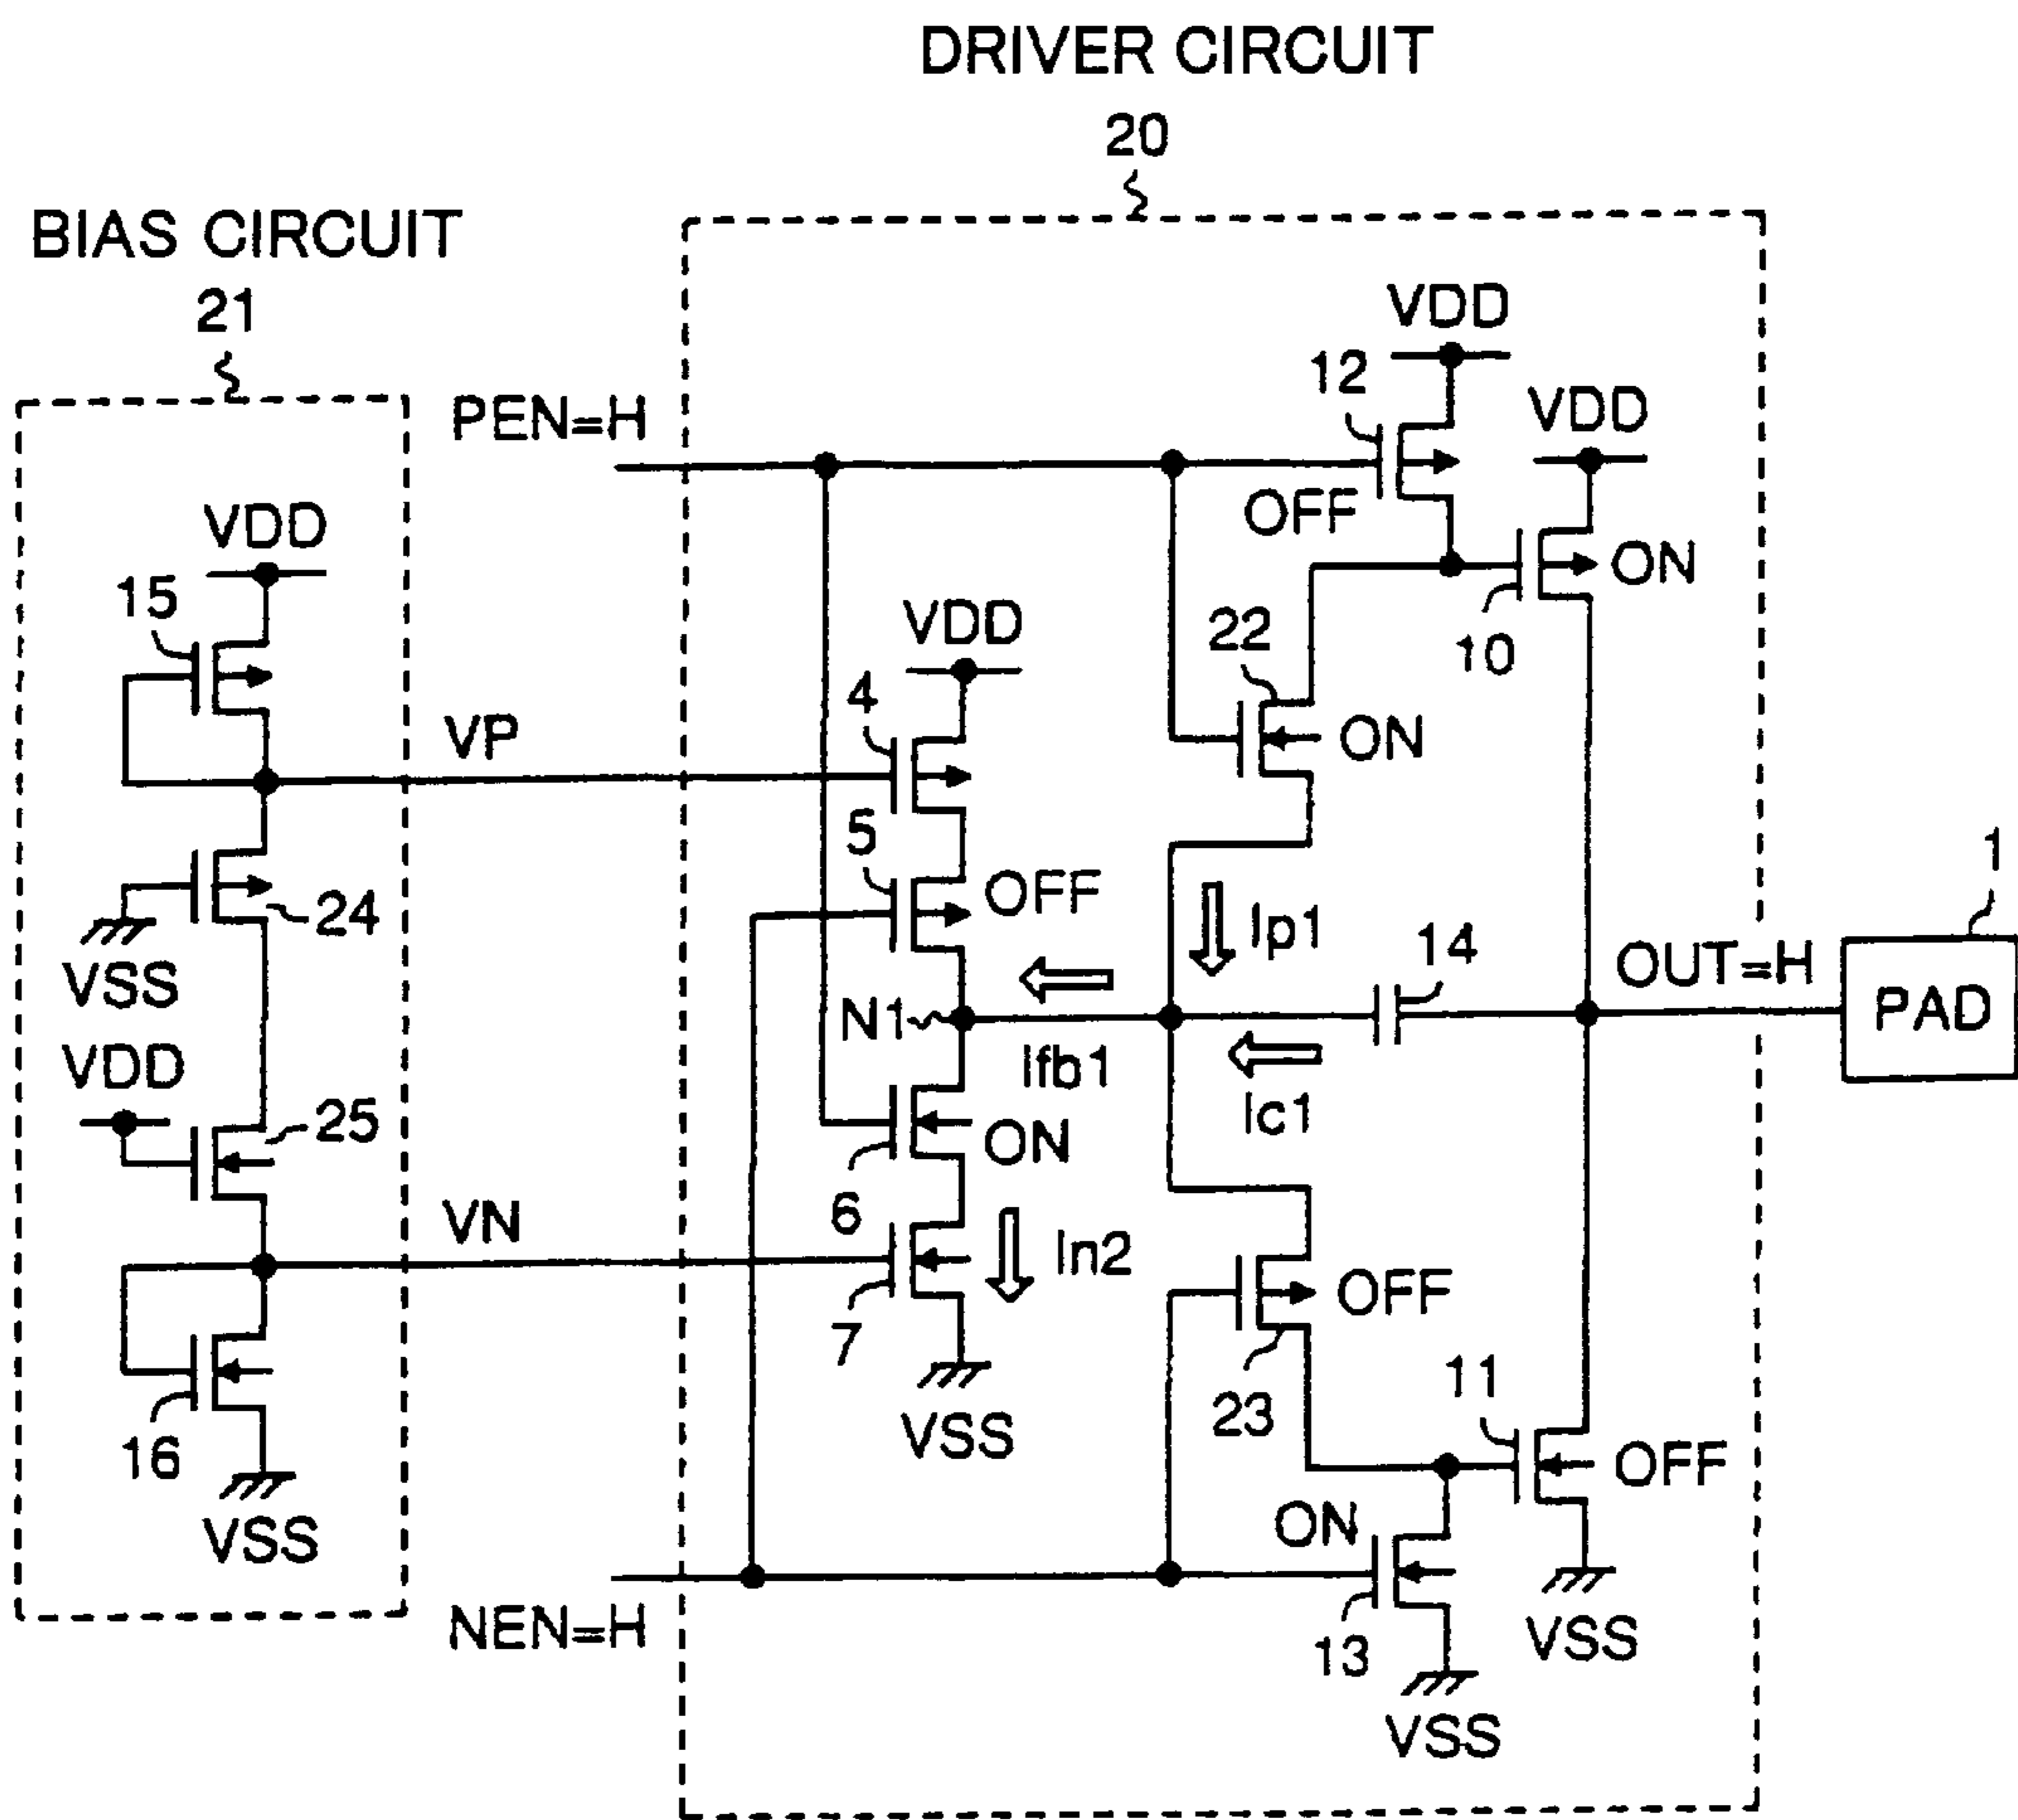 DRIVER CIRCUIT
20
BIAS CIRCUIT
21
VDD
12
PEN=H
VDD
OFF
VDD
ON
15
VDD
22
10
4
VP
ON
5
OFF
24
Ip1
14
1
VSS
OUT=H
PAD
N1
VDD
Ifb1
Ic1
25
ON
6
VN
In2
OFF
7
23
11
16
VSS
OFF
ON
VSS
NEN=H
13
VSS
VSS